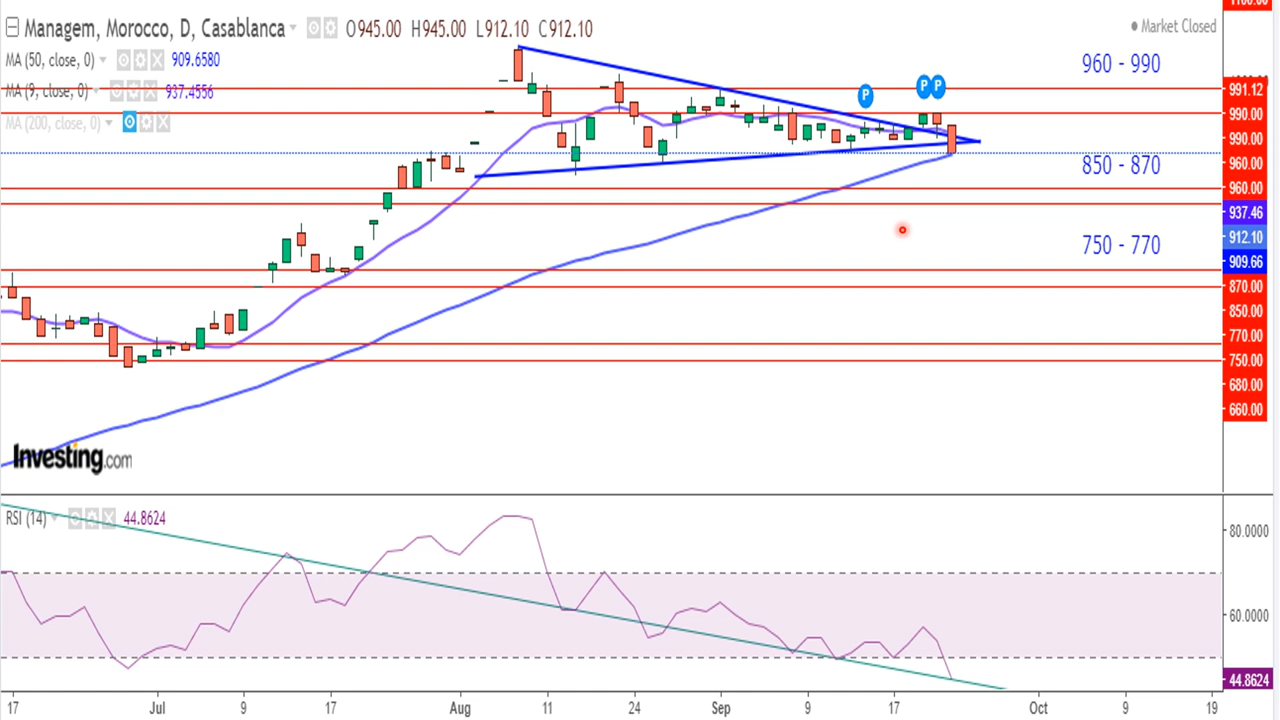 Managem, Morocco, D, Casablanca O945.00 H945.00 L912.10 C912.10
Market Closed
MA (50, close, 0) 909.6580
MA (9, close, 0) 937.4556
MA (200, close, 0)
960 - 990
850 - 870
750 - 770
P
P P
991.12
990.00
990.00
960.00
960.00
937.46
912.10
909.66
870.00
850.00
770.00
750.00
680.00
660.00
Investing.com
RSI (14) 44.8624
80.0000
60.0000
44.8624
17 Jul 9 17 Aug 11 24 Sep 9 17 Oct 9 19